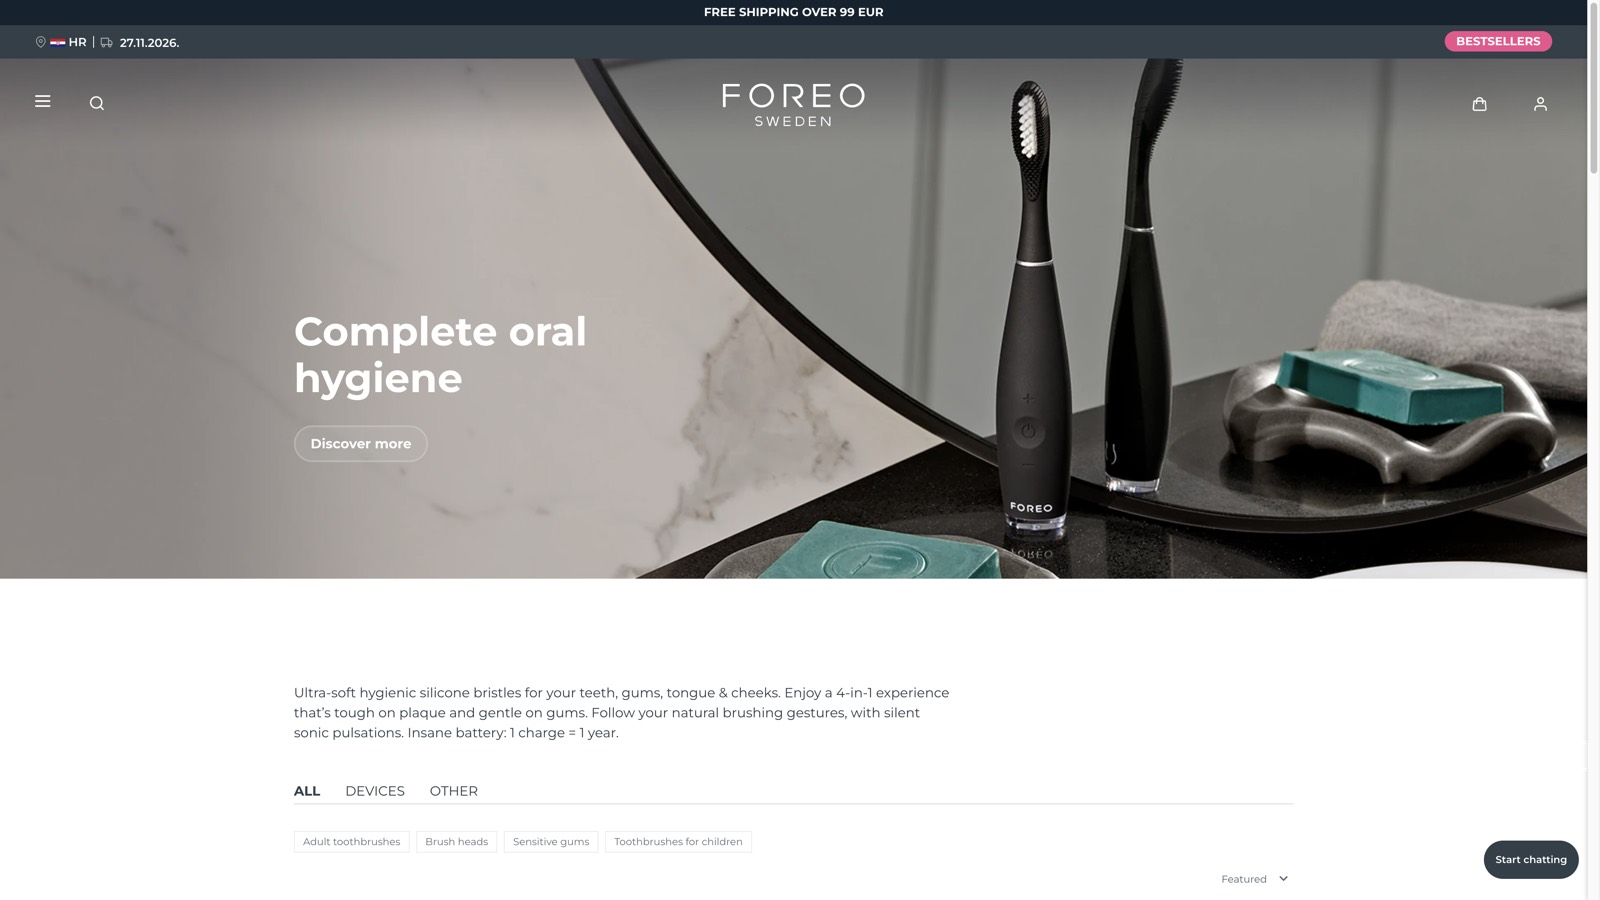 FREE SHIPPING OVER 99 EUR
HR
27.11.2026.
BESTSELLERS
FOREO
SWEDEN
Complete oral
hygiene
Discover more
FOREO
Ultra-soft hygienic silicone bristles for your teeth, gums, tongue & cheeks. Enjoy a 4-in-1 experience
that’s tough on plaque and gentle on gums. Follow your natural brushing gestures, with silent
sonic pulsations. Insane battery: 1 charge = 1 year.
ALL DEVICES OTHER
Adult toothbrushes Brush heads Sensitive gums Toothbrushes for children
Featured
Start chatting